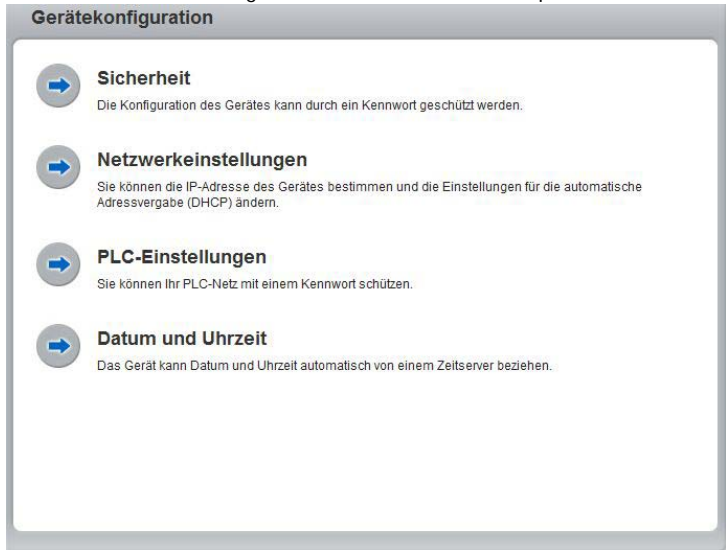 Gerätekonfiguration
Sicherheit
Die Konfiguration des Gerätes kann durch ein Kennwort geschützt werden.
Netzwerkeinstellungen
Sie können die IP-Adresse des Gerätes bestimmen und die Einstellungen für die automatische
Adressvergabe (DHCP) ändern.
PLC-Einstellungen
Sie können Ihr PLC-Netz mit einem Kennwort schützen.
Datum und Uhrzeit
Das Gerät kann Datum und Uhrzeit automatisch von einem Zeitserver beziehen.